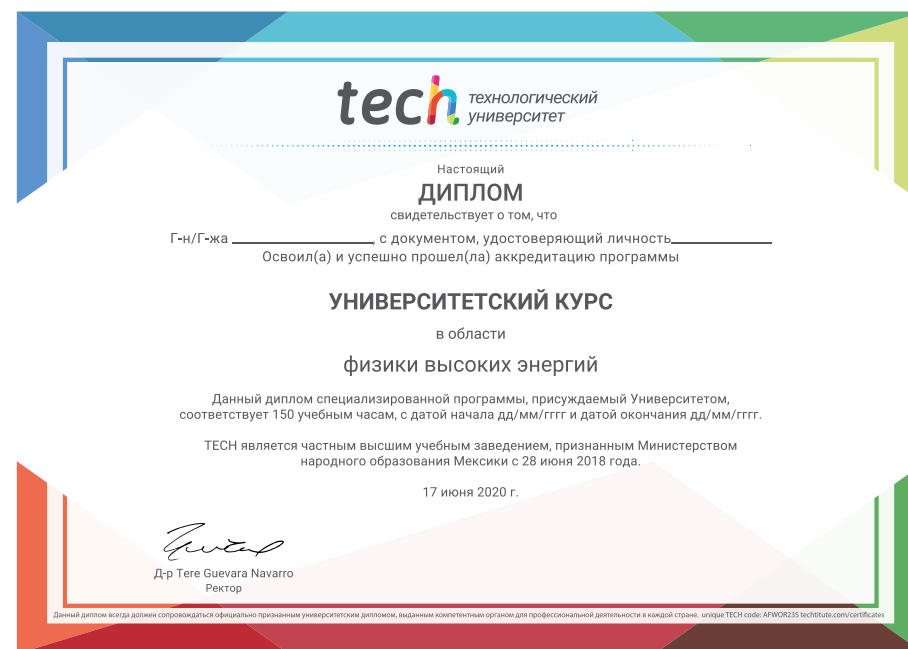 tech технологический
университет
Настоящий
ДИПЛОМ
свидетельствует о том, что
Г-н/Г-жа ________________, с документом, удостоверяющий личность____________
Освоил(а) и успешно прошел(ла) аккредитацию программы
УНИВЕРСИТЕТСКИЙ КУРС
в области
физики высоких энергий
Данный диплом специализированной программы, присуждаемый Университетом,
соответствует 150 учебным часам, с датой начала дд/мм/гггг и датой окончания дд/мм/гггг.
TECH является частным высшим учебным заведением, признанным Министерством
народного образования Мексики с 28 июня 2018 года.
17 июня 2020 г.
Д-р Tere Guevara Navarro
Ректор
Данный диплом всегда должен сопровождаться официально признанным университетским дипломом, выданным компетентным органом для профессиональной деятельности в каждой стране. unique TECH code: AFWOR235 techtitute.com/certificates